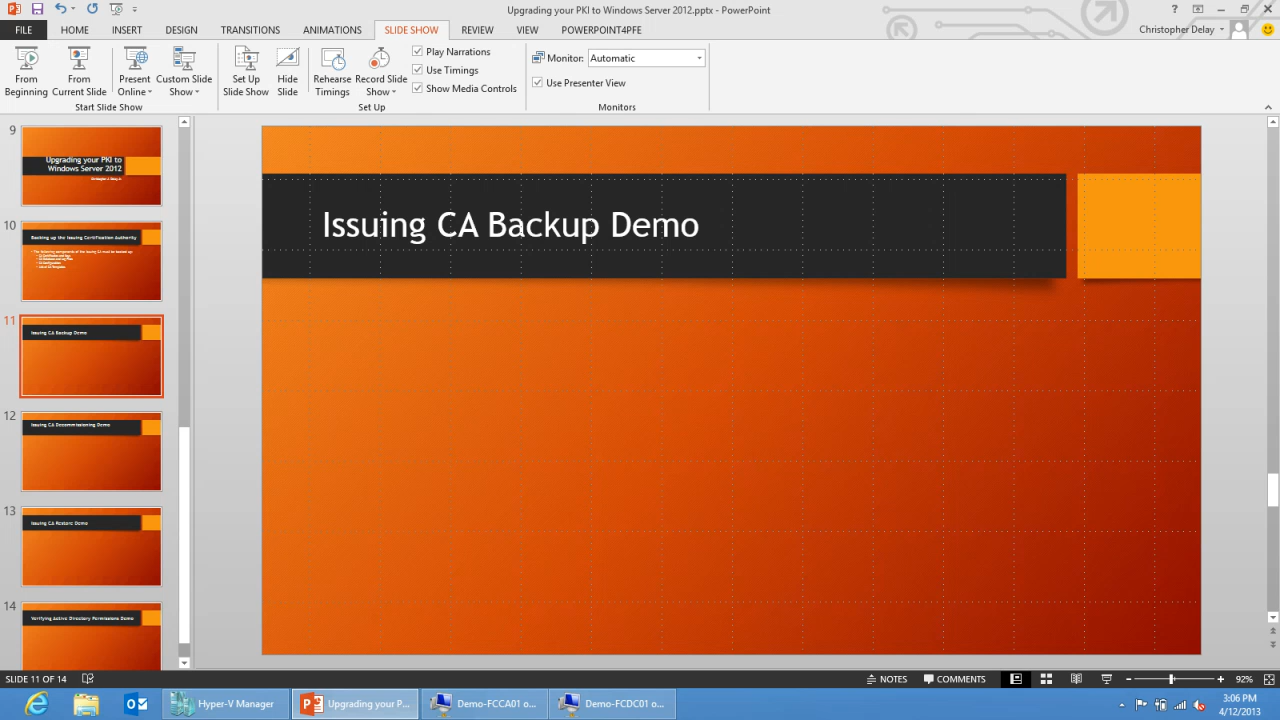 Upgrading your PKI to Windows Server 2012.pptx - PowerPoint
FILE HOME INSERT DESIGN TRANSITIONS ANIMATIONS SLIDE SHOW REVIEW VIEW POWERPOINT4PFE
Christopher Delay
From Beginning
From Current Slide
Present Online
Custom Slide Show
Set Up Slide Show
Hide Slide
Rehearse Timings
Record Slide Show
Play Narrations
Use Timings
Show Media Controls
Monitor: Automatic
Use Presenter View
Start Slide Show
Set Up
Monitors
9
Upgrading your PKI to
Windows Server 2012
10
Backing up the Issuing Certification Authority
11
Issuing CA Backup Demo
12
Issuing CA Decommissioning Demo
13
Issuing CA Restore Demo
14
Verifying Active Directory Permissions Demo
Issuing CA Backup Demo
SLIDE 11 OF 14
NOTES
COMMENTS
92%
Hyper-V Manager
Upgrading your P...
Demo-FCCA01 o...
Demo-FCDC01 o...
3:06 PM
4/12/2013